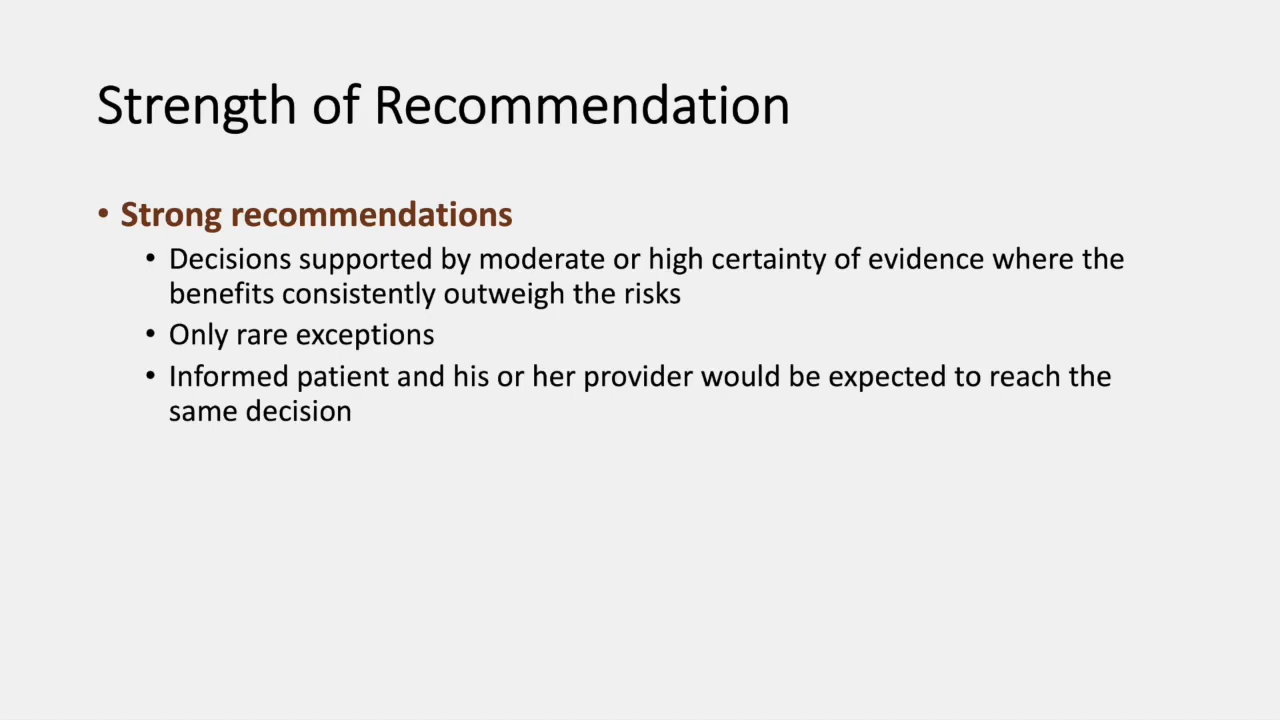 Strength of Recommendation
• Strong recommendations
• Decisions supported by moderate or high certainty of evidence where the
benefits consistently outweigh the risks
• Only rare exceptions
• Informed patient and his or her provider would be expected to reach the
same decision